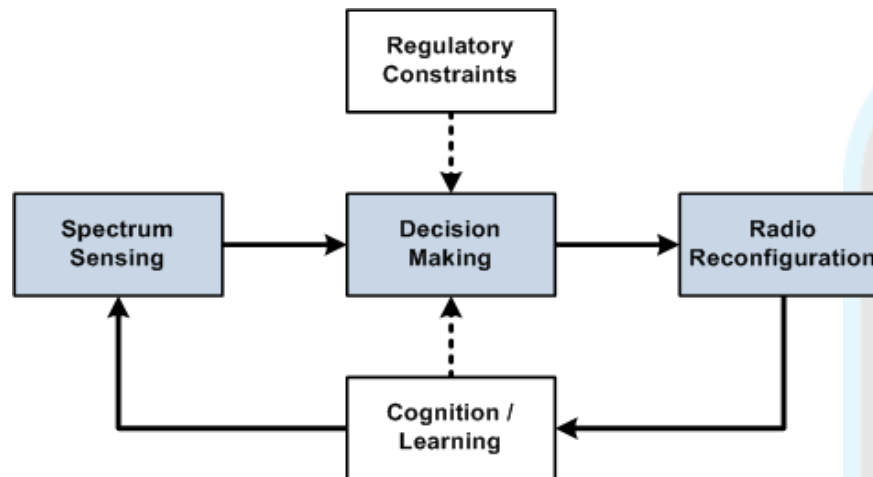 Regulatory
Constraints
Spectrum
Sensing
Decision
Making
Radio
Reconfiguration
Cognition /
Learning